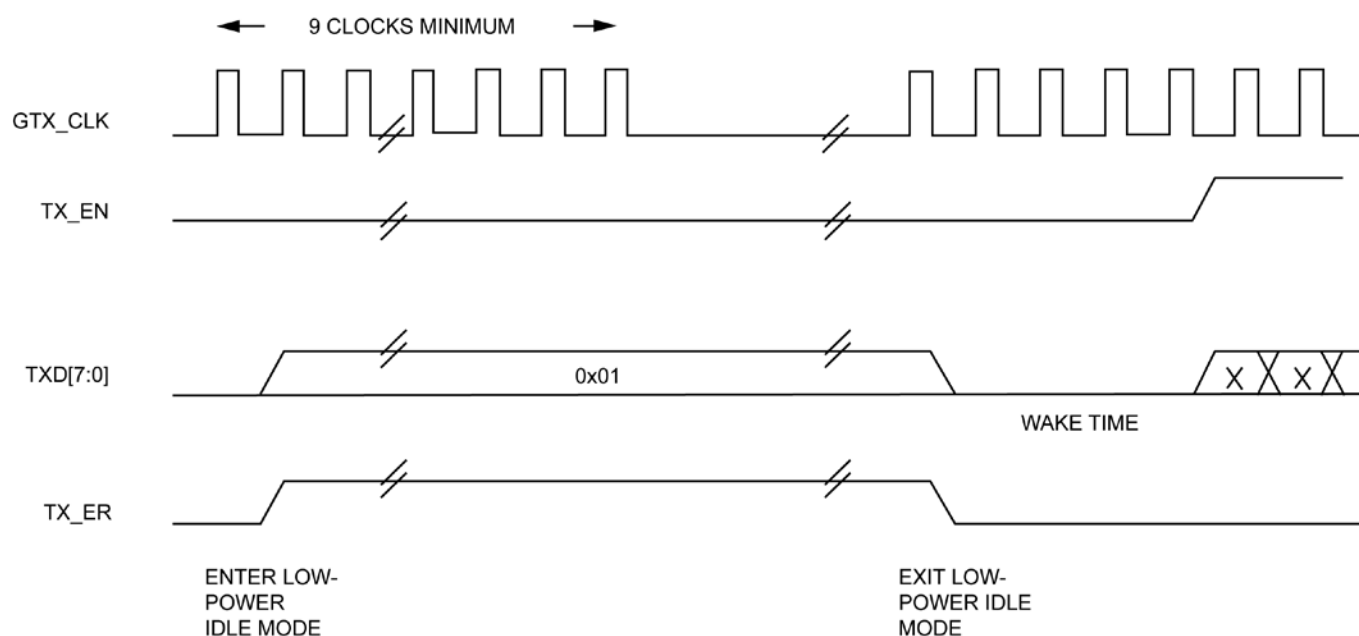 9 CLOCKS MINIMUM
GTX_CLK
TX_EN
TXD[7:0]
0x01
X X
WAKE TIME
TX_ER
ENTER LOW-
POWER
IDLE MODE
EXIT LOW-
POWER IDLE
MODE